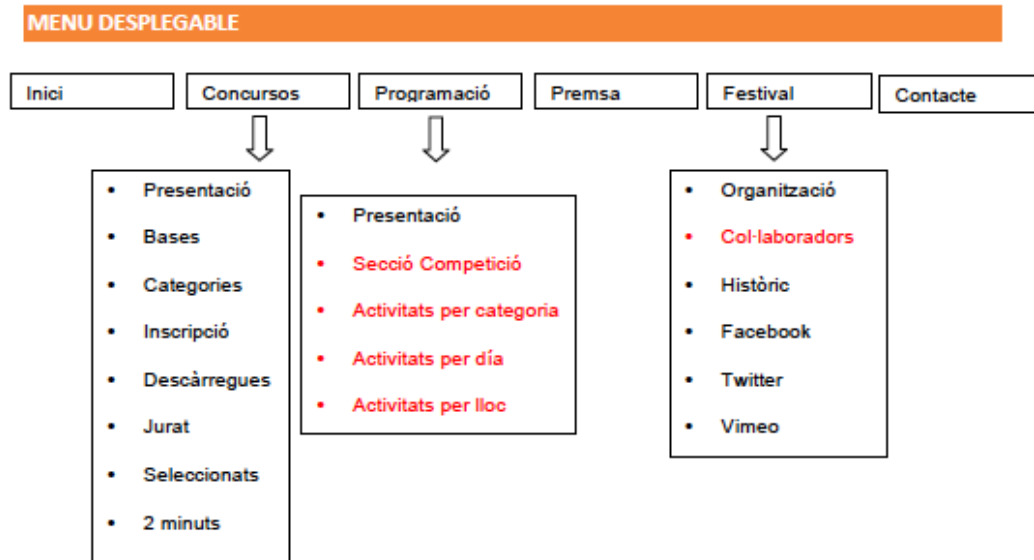 MENU DESPLEGABLE
Inici
Concursos
Programació
Premsa
Festival
Contacte
• Presentació
• Bases
• Categories
• Inscripció
• Descàrregues
• Jurat
• Seleccionats
• 2 minuts
• Presentació
• Secció Competició
• Activitats per categoria
• Activitats per día
• Activitats per lloc
• Organització
• Col·laboradors
• Històric
• Facebook
• Twitter
• Vimeo